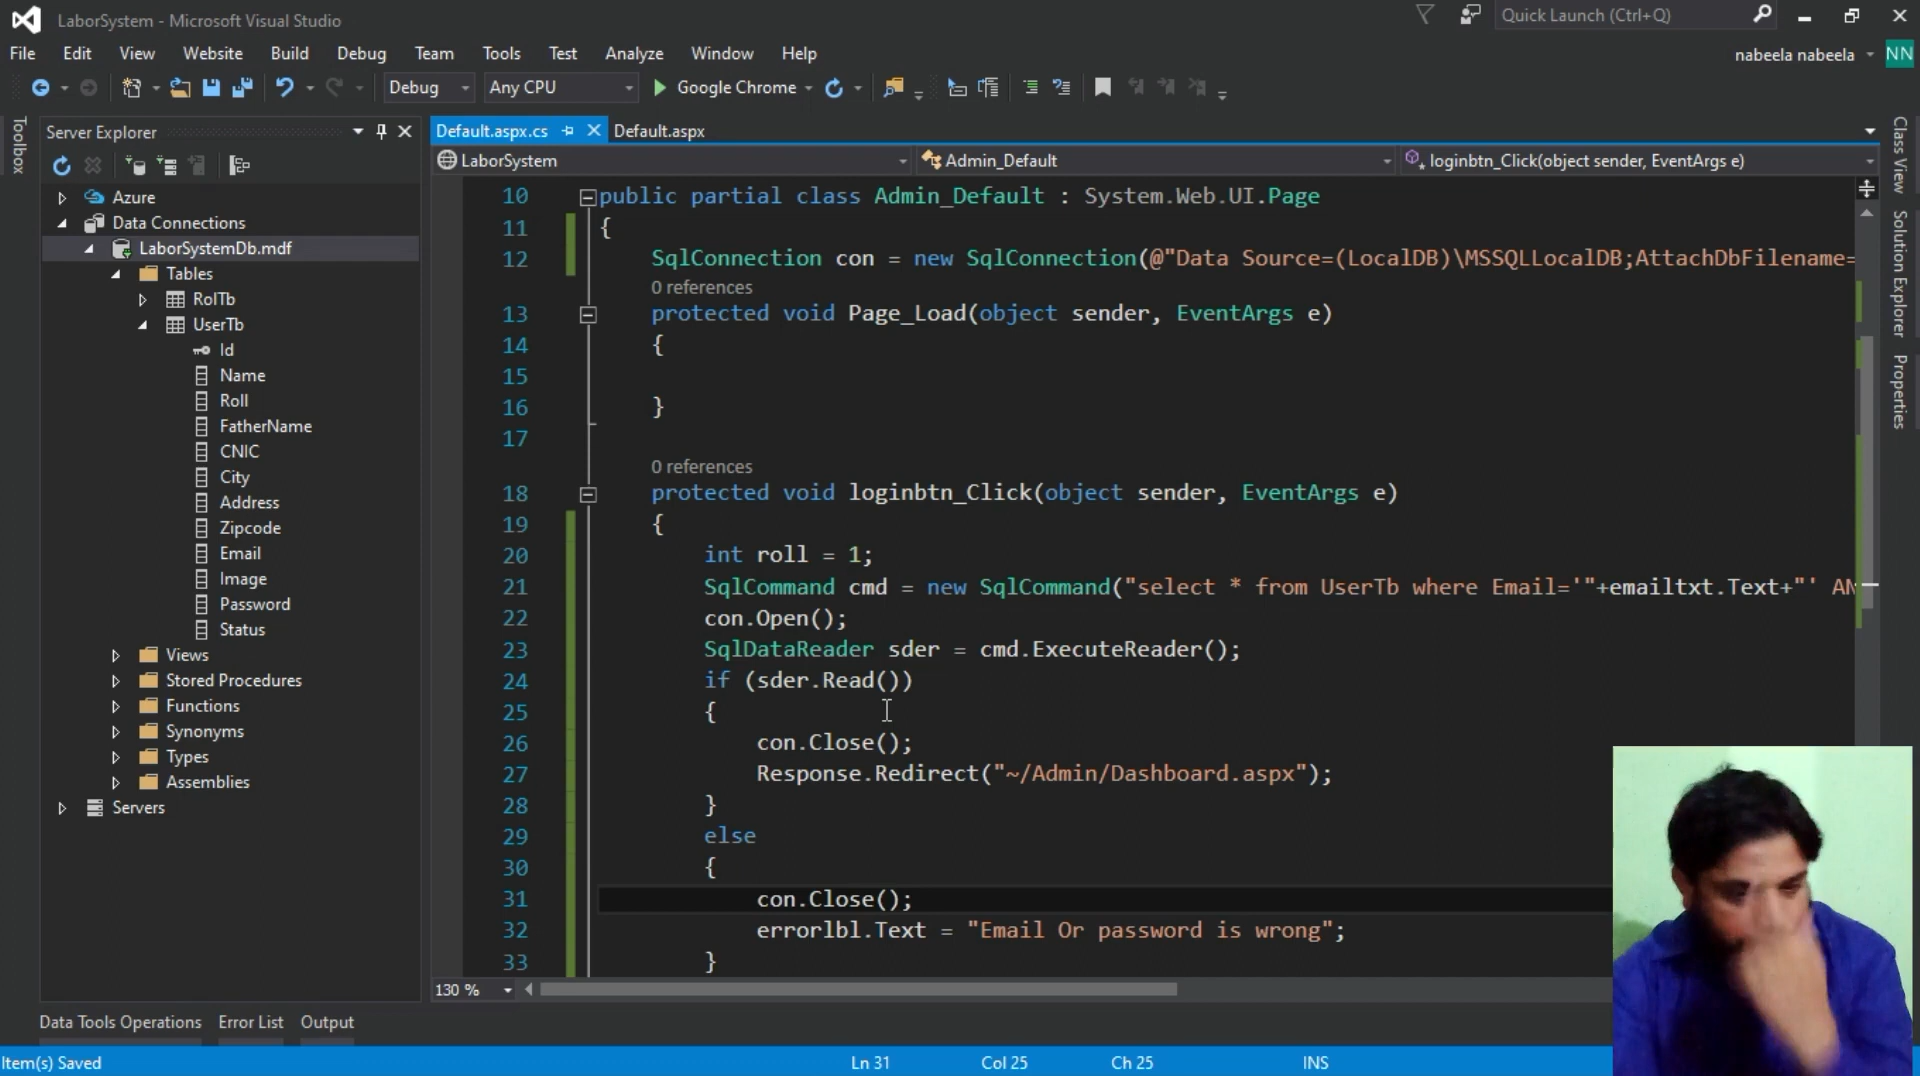 LaborSystem - Microsoft Visual Studio
Quick Launch (Ctrl+Q)
File Edit View Website Build Debug Team Tools Test Analyze Window Help
nabeela nabeela NN
Debug Any CPU Google Chrome
Toolbox
Server Explorer
Azure
Data Connections
LaborSystemDb.mdf
Tables
RolTb
UserTb
Id
Name
Roll
FatherName
CNIC
City
Address
Zipcode
Email
Image
Password
Status
Views
Stored Procedures
Functions
Synonyms
Types
Assemblies
Servers
Default.aspx.cs Default.aspx
LaborSystem Admin_Default loginbtn_Click(object sender, EventArgs e)
10 public partial class Admin_Default : System.Web.UI.Page
11 {
12 SqlConnection con = new SqlConnection(@"Data Source=(LocalDB)\MSSQLLocalDB;AttachDbFilename=
0 references
13 protected void Page_Load(object sender, EventArgs e)
14 {
15
16 }
17
0 references
18 protected void loginbtn_Click(object sender, EventArgs e)
19 {
20 int roll = 1;
21 SqlCommand cmd = new SqlCommand("select * from UserTb where Email='"+emailtxt.Text+"' AN
22 con.Open();
23 SqlDataReader sder = cmd.ExecuteReader();
24 if (sder.Read())
25 {
26 con.Close();
27 Response.Redirect("~/Admin/Dashboard.aspx");
28 }
29 else
30 {
31 con.Close();
32 errorlbl.Text = "Email Or password is wrong";
33 }
130 %
Class View
Solution Explorer
Properties
Data Tools Operations Error List Output
Item(s) Saved Ln 31 Col 25 Ch 25 INS